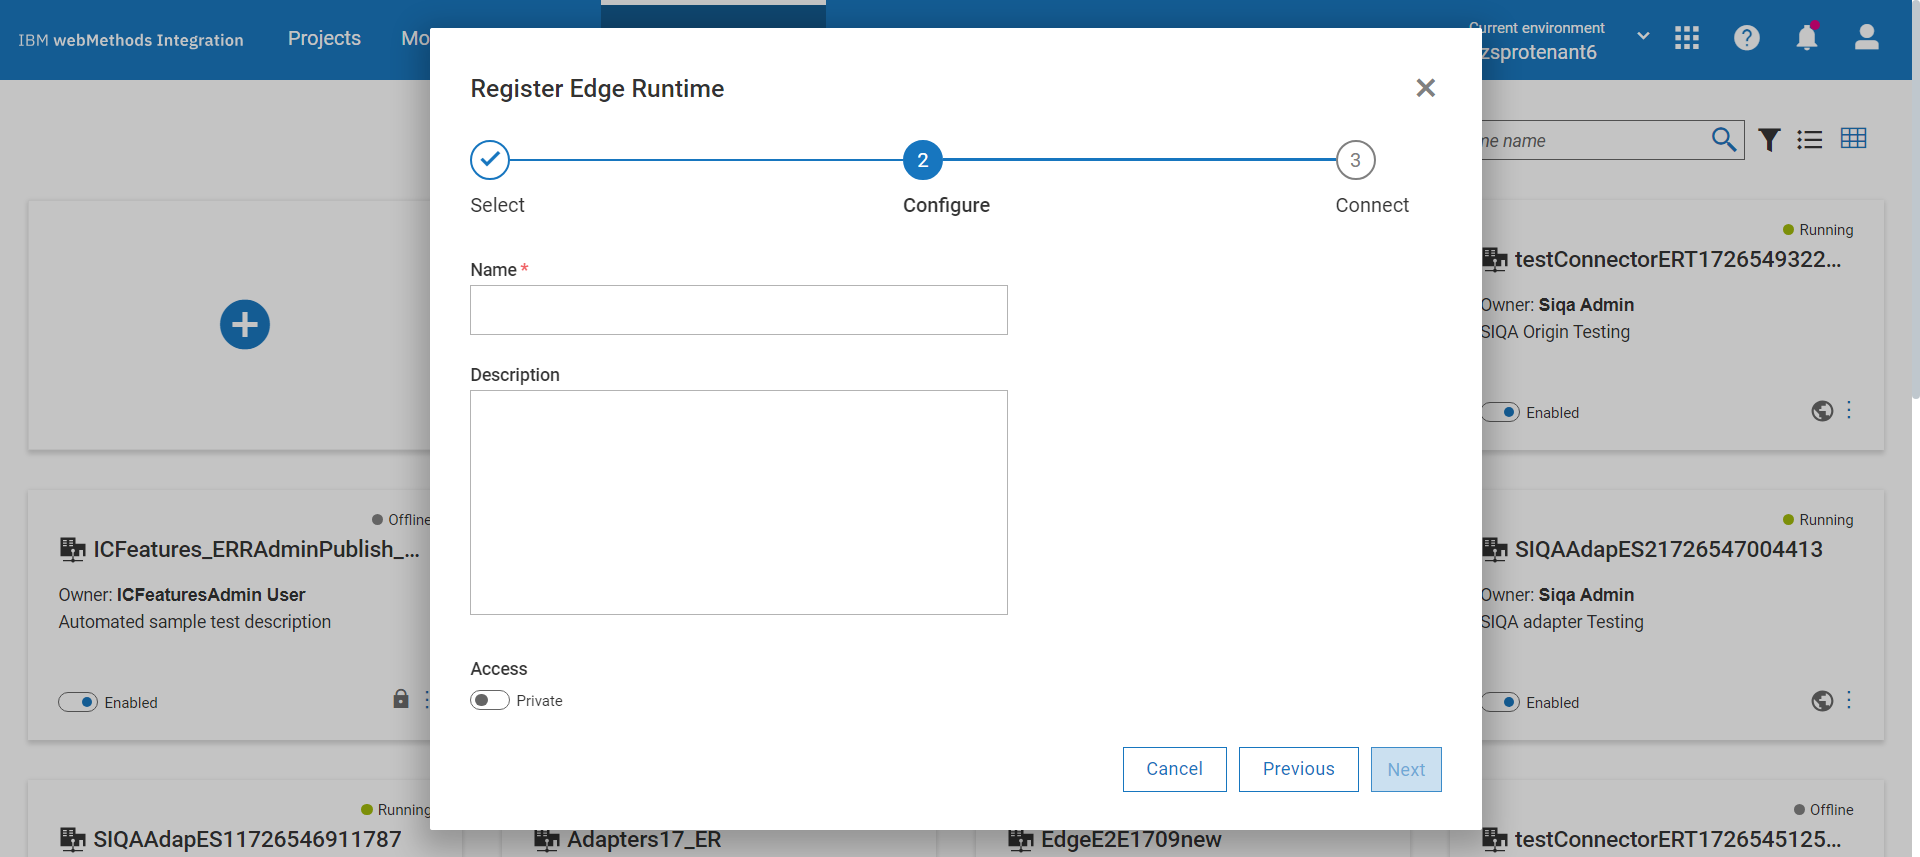 IBM webMethods Integration
Projects
Mo
Current environment
zsprotenant6
Register Edge Runtime
2
3
Select
Configure
Connect
Name *
Description
Access
Private
Cancel
Previous
Next
me name
Running
testConnectorERT1726549322...
Owner: Siqa Admin
SIQA Origin Testing
Enabled
Offline
ICFeatures_ERRAdminPublish_...
Owner: ICFeaturesAdmin User
Automated sample test description
Enabled
Running
SIQAAdapES21726547004413
Owner: Siqa Admin
SIQA adapter Testing
Enabled
Running
SIQAAdapES11726546911787
Adapters17_ER
EdgeE2E1709new
Offline
testConnectorERT1726545125...